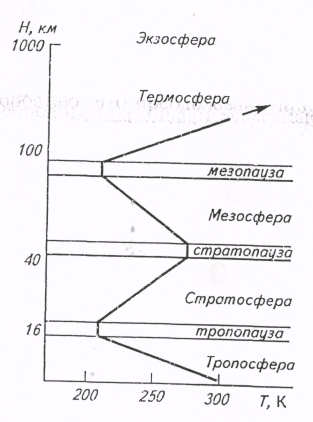 H, км
1000
Экзосфера
Термосфера
100
мезопауза
Мезосфера
40
стратопауза
Стратосфера
16
тропопауза
Тропосфера
200 250 300 T, К